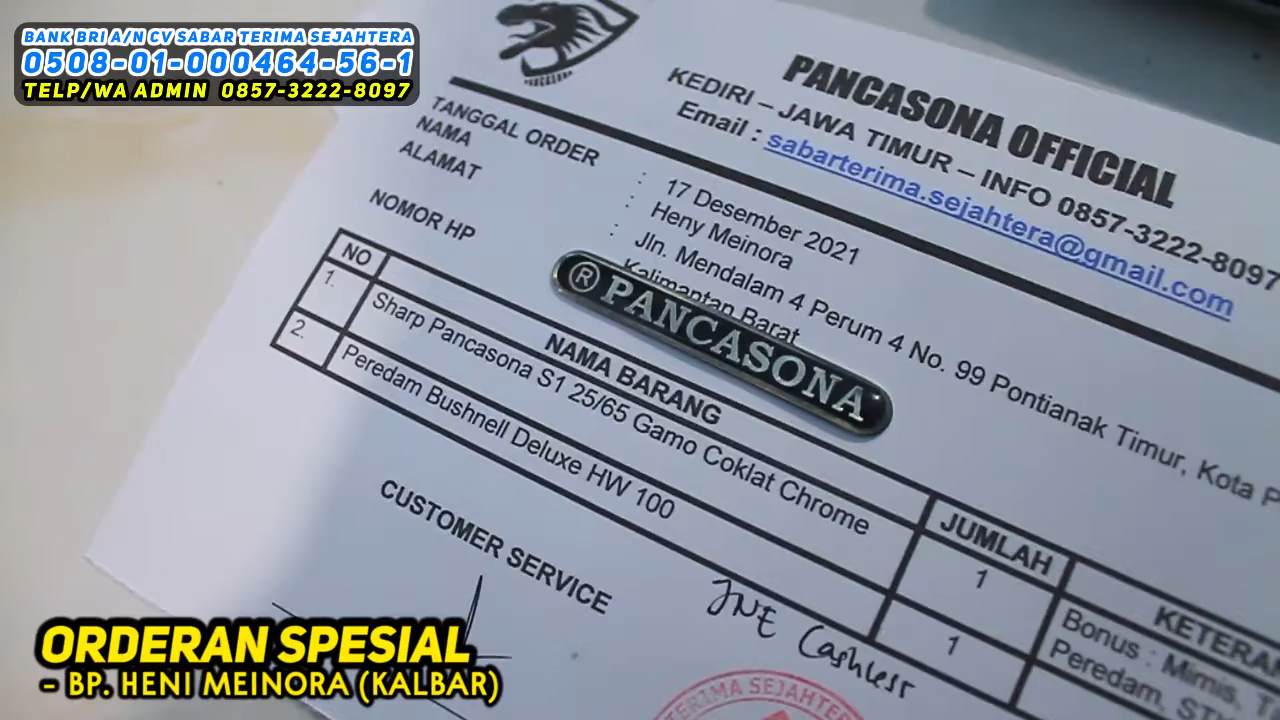 BANK BRI A/N CV SABAR TERIMA SEJAHTERA
0508-01-000464-56-1
TELP/WA ADMIN 0857-3222-8097
PANCASONA OFFICIAL
KEDIRI – JAWA TIMUR – INFO 0857-3222-8097
Email : sabarterima.sejahtera@gmail.com
TANGGAL ORDER : 17 Desember 2021
NAMA : Heny Meinora
ALAMAT : Jln. Mendalam 4 Perum 4 No. 99 Pontianak Timur, Kota
Kalimantan Barat
NOMOR HP
® PANCASONA
NO NAMA BARANG JUMLAH
1. Sharp Pancasona S1 25/65 Gamo Coklat Chrome 1 Bonus : Mimis,
2. Peredam Bushnell Deluxe HW 100 1 Peredam,
CUSTOMER SERVICE
JNE Cashless
TERIMA SEJAHTERA
ORDERAN SPESIAL
- BP. HENI MEINORA (KALBAR)